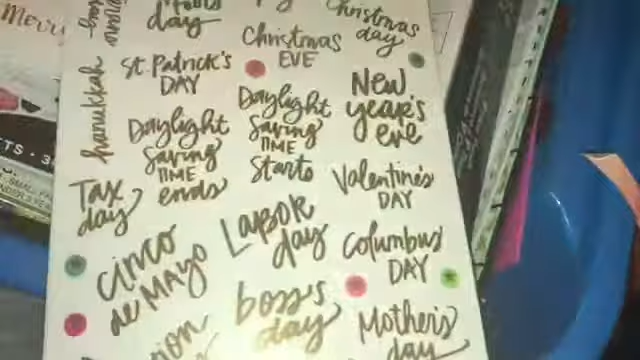 day
Christmas
day
Christmas
EVE
St. Patrick's
DAY
hanukkah
New
year's
eve
Daylight
Saving
TIME
ends
Daylight
Saving
TIME
Starts
Tax
day
Valentine's
DAY
Labor
day
cinco
de Mayo
Columbus
DAY
boss's
day
Mother's
day